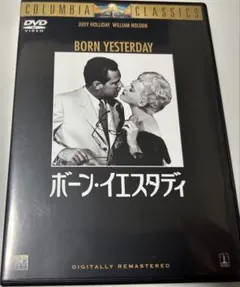 COLUMBIA CLASSICS
DVD
VIDEO
JUDY HOLLIDAY WILLIAM HOLDEN
BORN YESTERDAY
ボーン・イエスタデイ
DIGITALLY REMASTERED